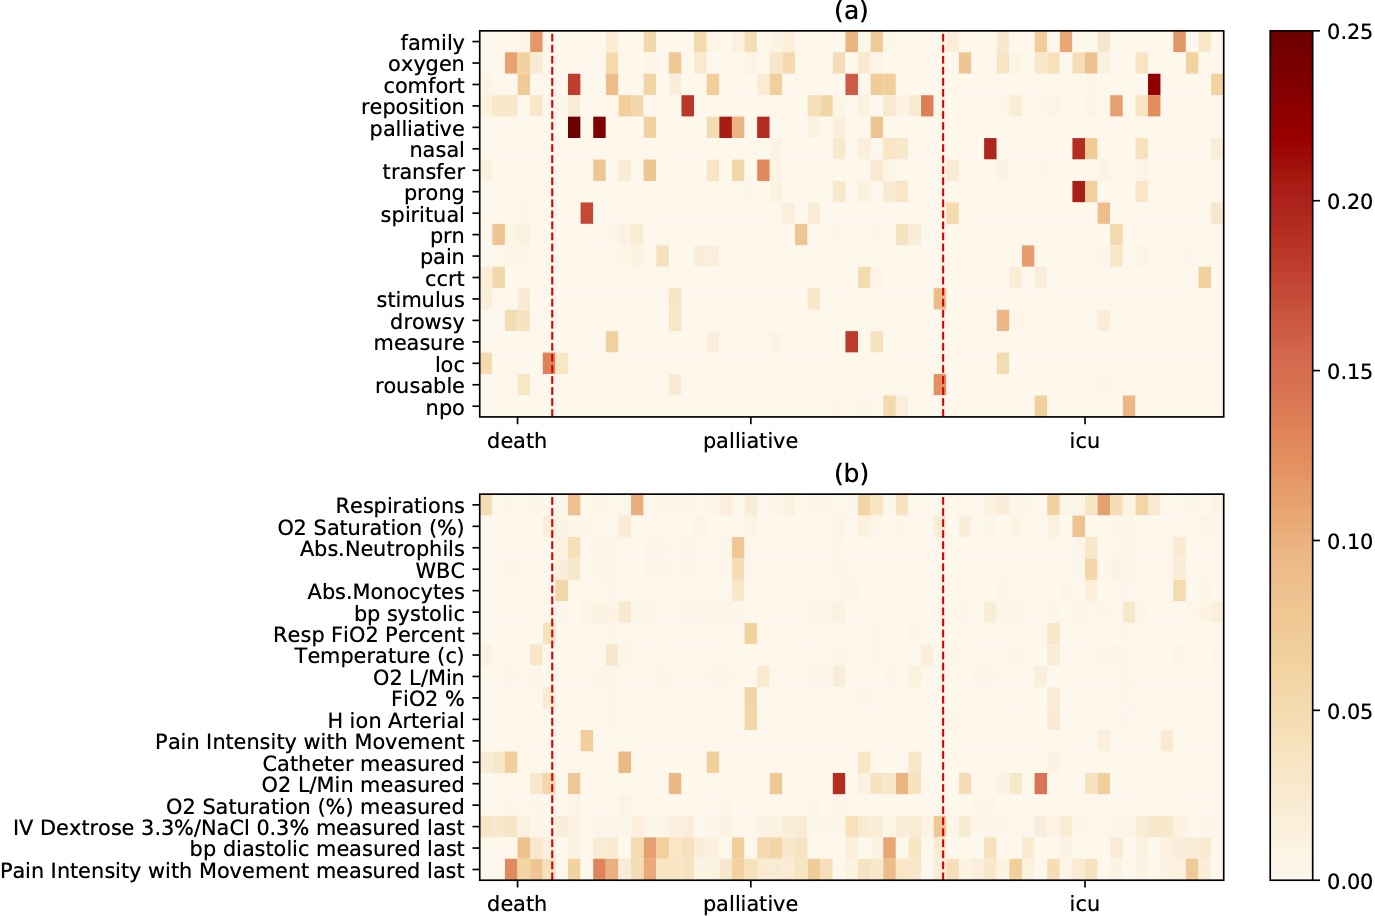 (a)
family
oxygen
comfort
reposition
palliative
nasal
transfer
prong
spiritual
prn
pain
ccrt
stimulus
drowsy
measure
loc
rousable
npo
death palliative icu
(b)
Respirations
O2 Saturation (%)
Abs.Neutrophils
WBC
Abs.Monocytes
bp systolic
Resp FiO2 Percent
Temperature (c)
O2 L/Min
FiO2 %
H ion Arterial
Pain Intensity with Movement
Catheter measured
O2 L/Min measured
O2 Saturation (%) measured
IV Dextrose 3.3%/NaCl 0.3% measured last
bp diastolic measured last
Pain Intensity with Movement measured last
death palliative icu
0.25
0.20
0.15
0.10
0.05
0.00